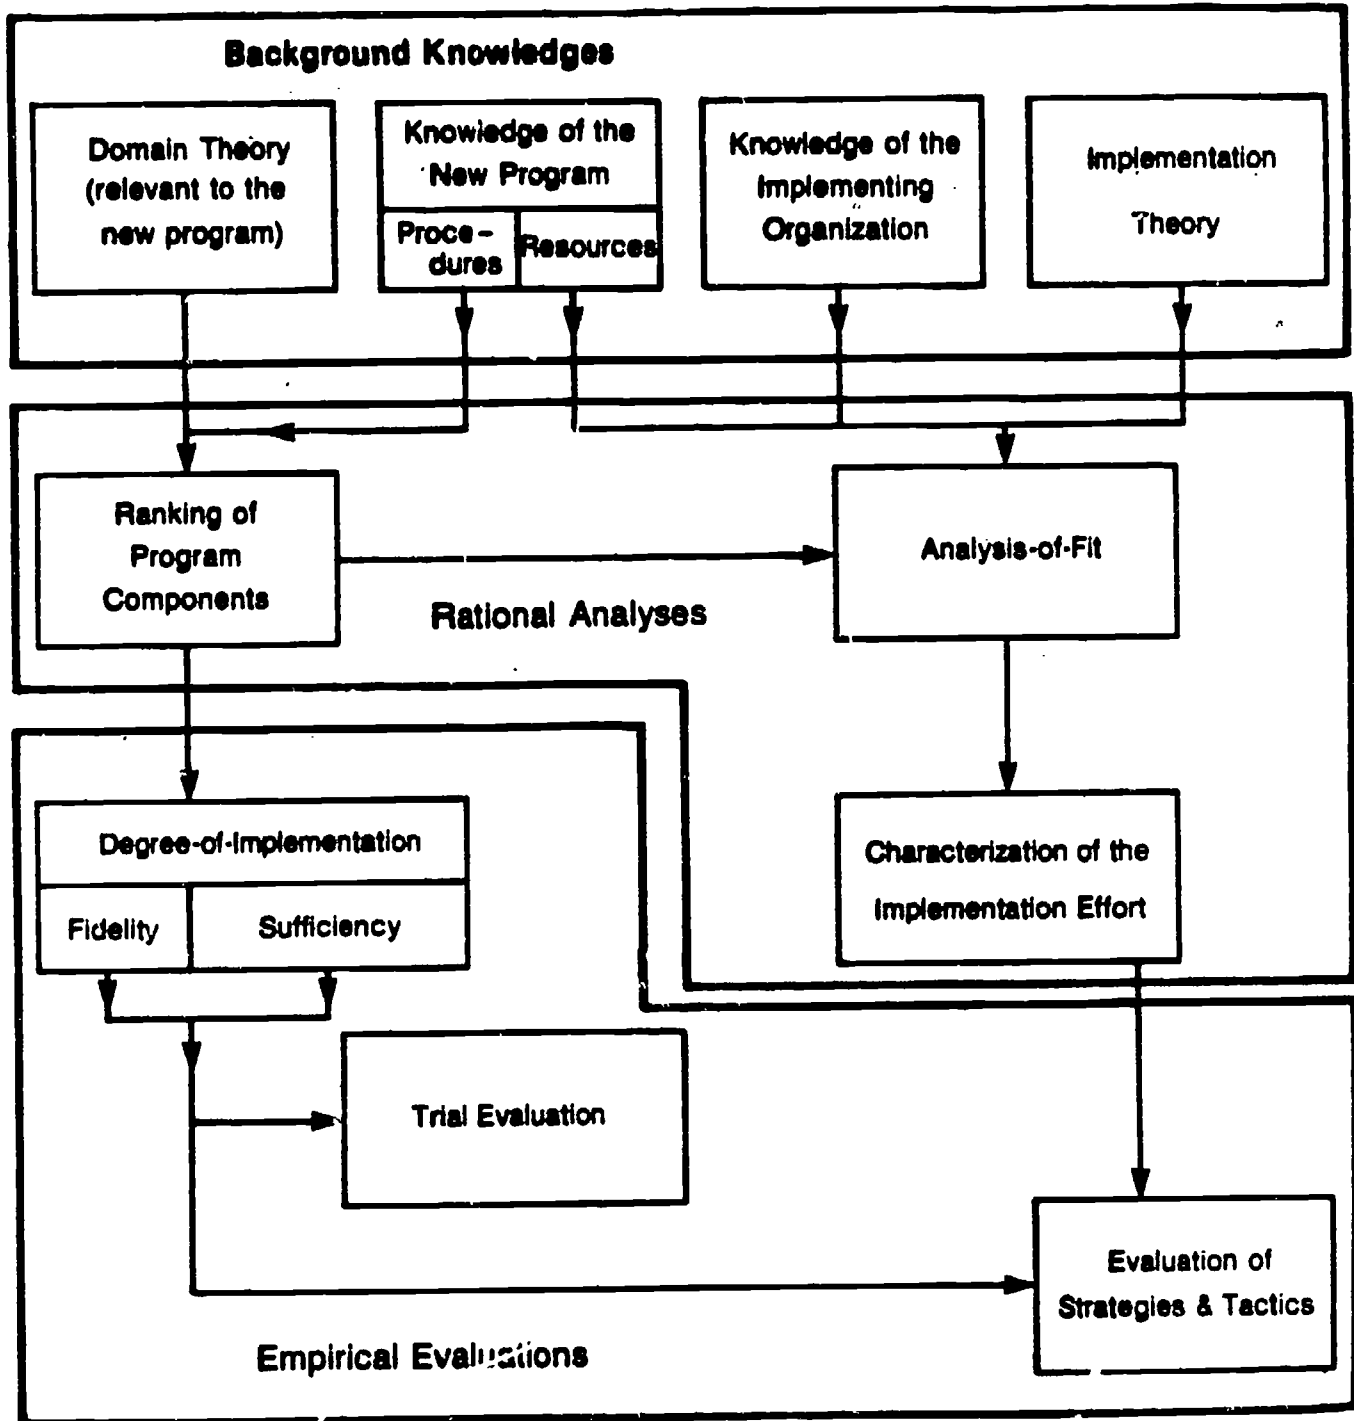 Background Knowledges
Domain Theory
(relevant to the
new program)
Knowledge of the
New Program
Proce-
dures
Resources
Knowledge of the
Implementing
Organization
Implementation
Theory
Ranking of
Program
Components
Rational Analyses
Analysis-of-Fit
Degree-of-Implementation
Fidelity
Sufficiency
Characterization of the
Implementation Effort
Trial Evaluation
Evaluation of
Strategies & Tactics
Empirical Evaluations